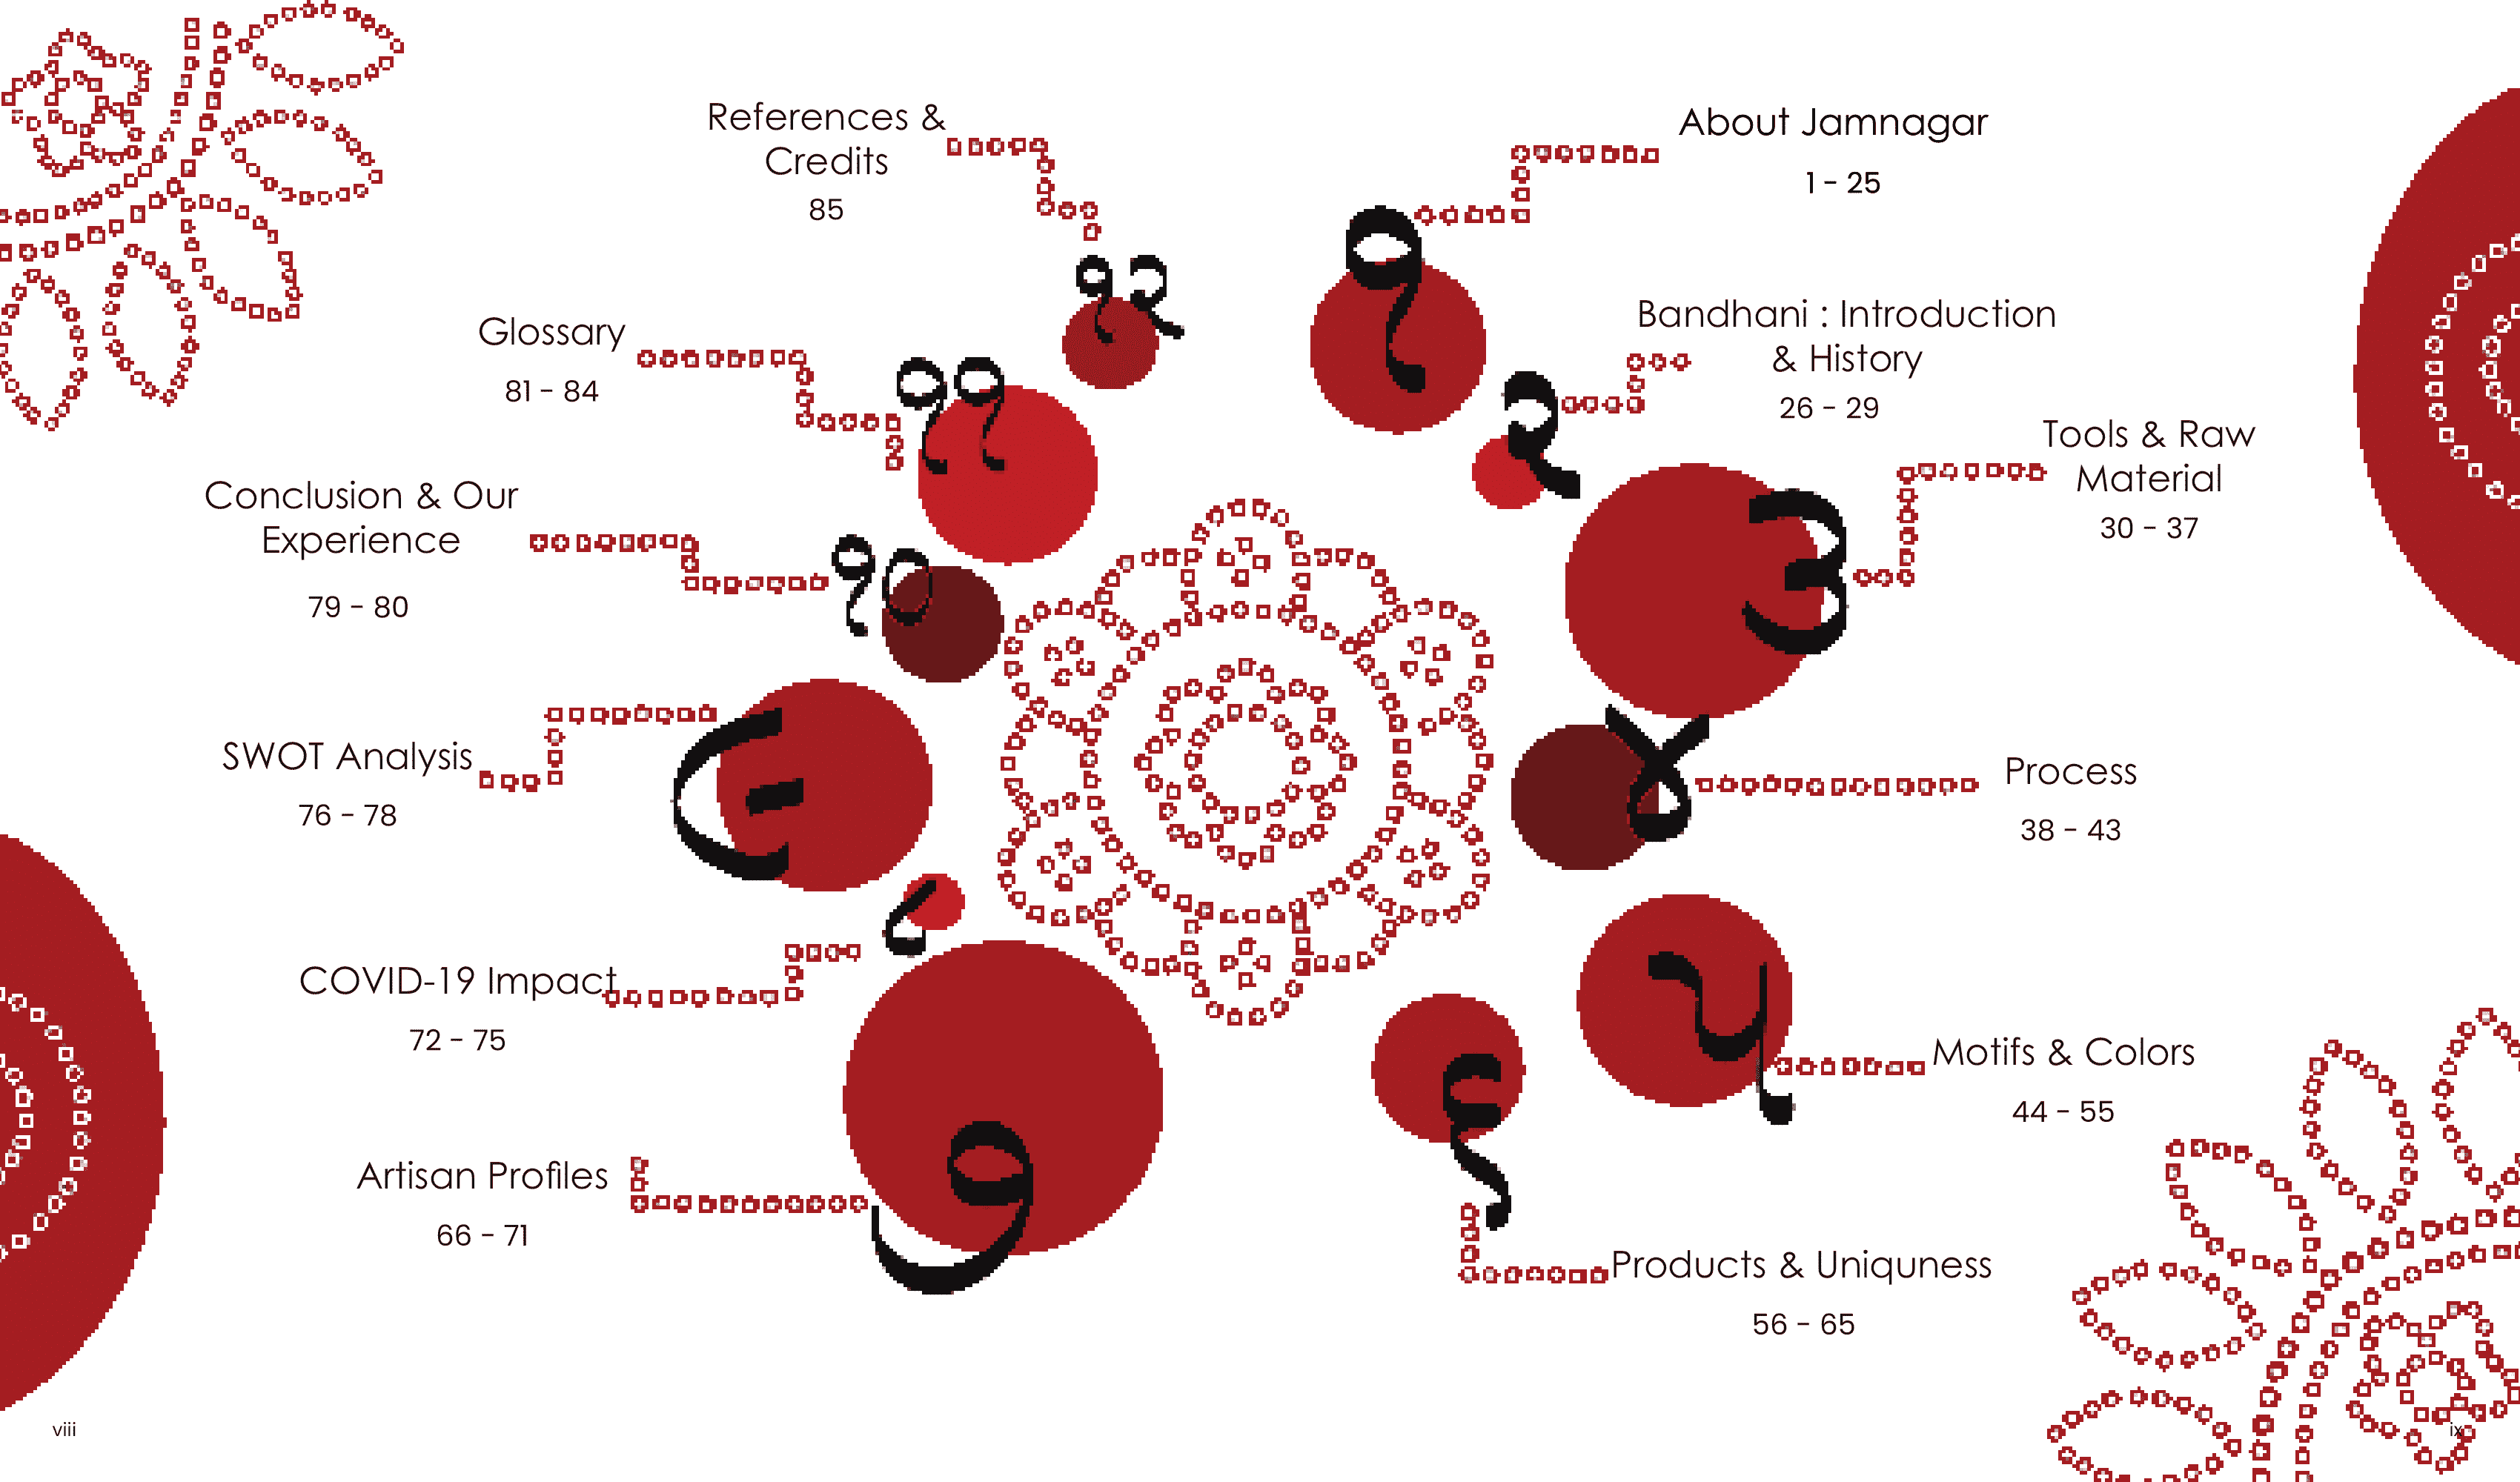 ૧
About Jamnagar
1 - 25
૨
Bandhani : Introduction
& History
26 - 29
૩
Tools & Raw
Material
30 - 37
૪
Process
38 - 43
૫
Motifs & Colors
44 - 55
૬
Products & Uniquness
56 - 65
૭
Artisan Profiles
66 - 71
૮
COVID-19 Impact
72 - 75
૯
SWOT Analysis
76 - 78
૧૦
Conclusion & Our
Experience
79 - 80
૧૧
Glossary
81 - 84
૧૨
References &
Credits
85
viii
ix